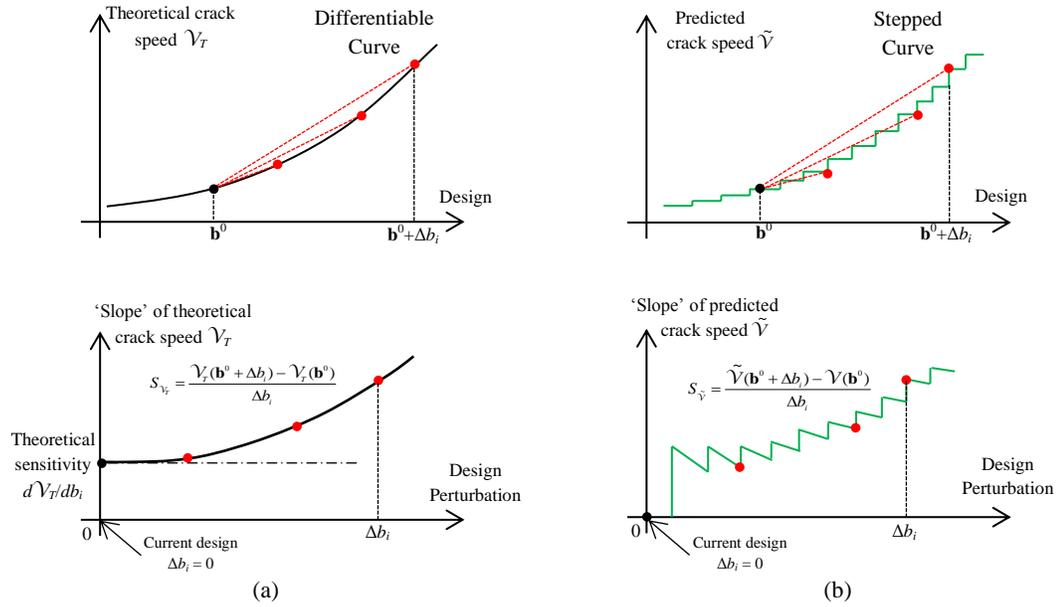 Theoretical crack
speed 𝒱_T
Differentiable
Curve
Design
b⁰
b⁰+Δb_i
Predicted
crack speed 𝒱̃
Stepped
Curve
Design
b⁰
b⁰+Δb_i
‘Slope’ of theoretical
crack speed 𝒱_T
S_{𝒱_T} = (𝒱_T(b⁰ + Δb_i) − 𝒱_T(b⁰)) / Δb_i
Theoretical
sensitivity
d𝒱_T/db_i
Design
Perturbation
0
Δb_i
Current design
Δb_i = 0
(a)
‘Slope’ of predicted
crack speed 𝒱̃
S_𝒱̃ = (𝒱̃(b⁰ + Δb_i) − 𝒱(b⁰)) / Δb_i
Design
Perturbation
0
Δb_i
Current design
Δb_i = 0
(b)